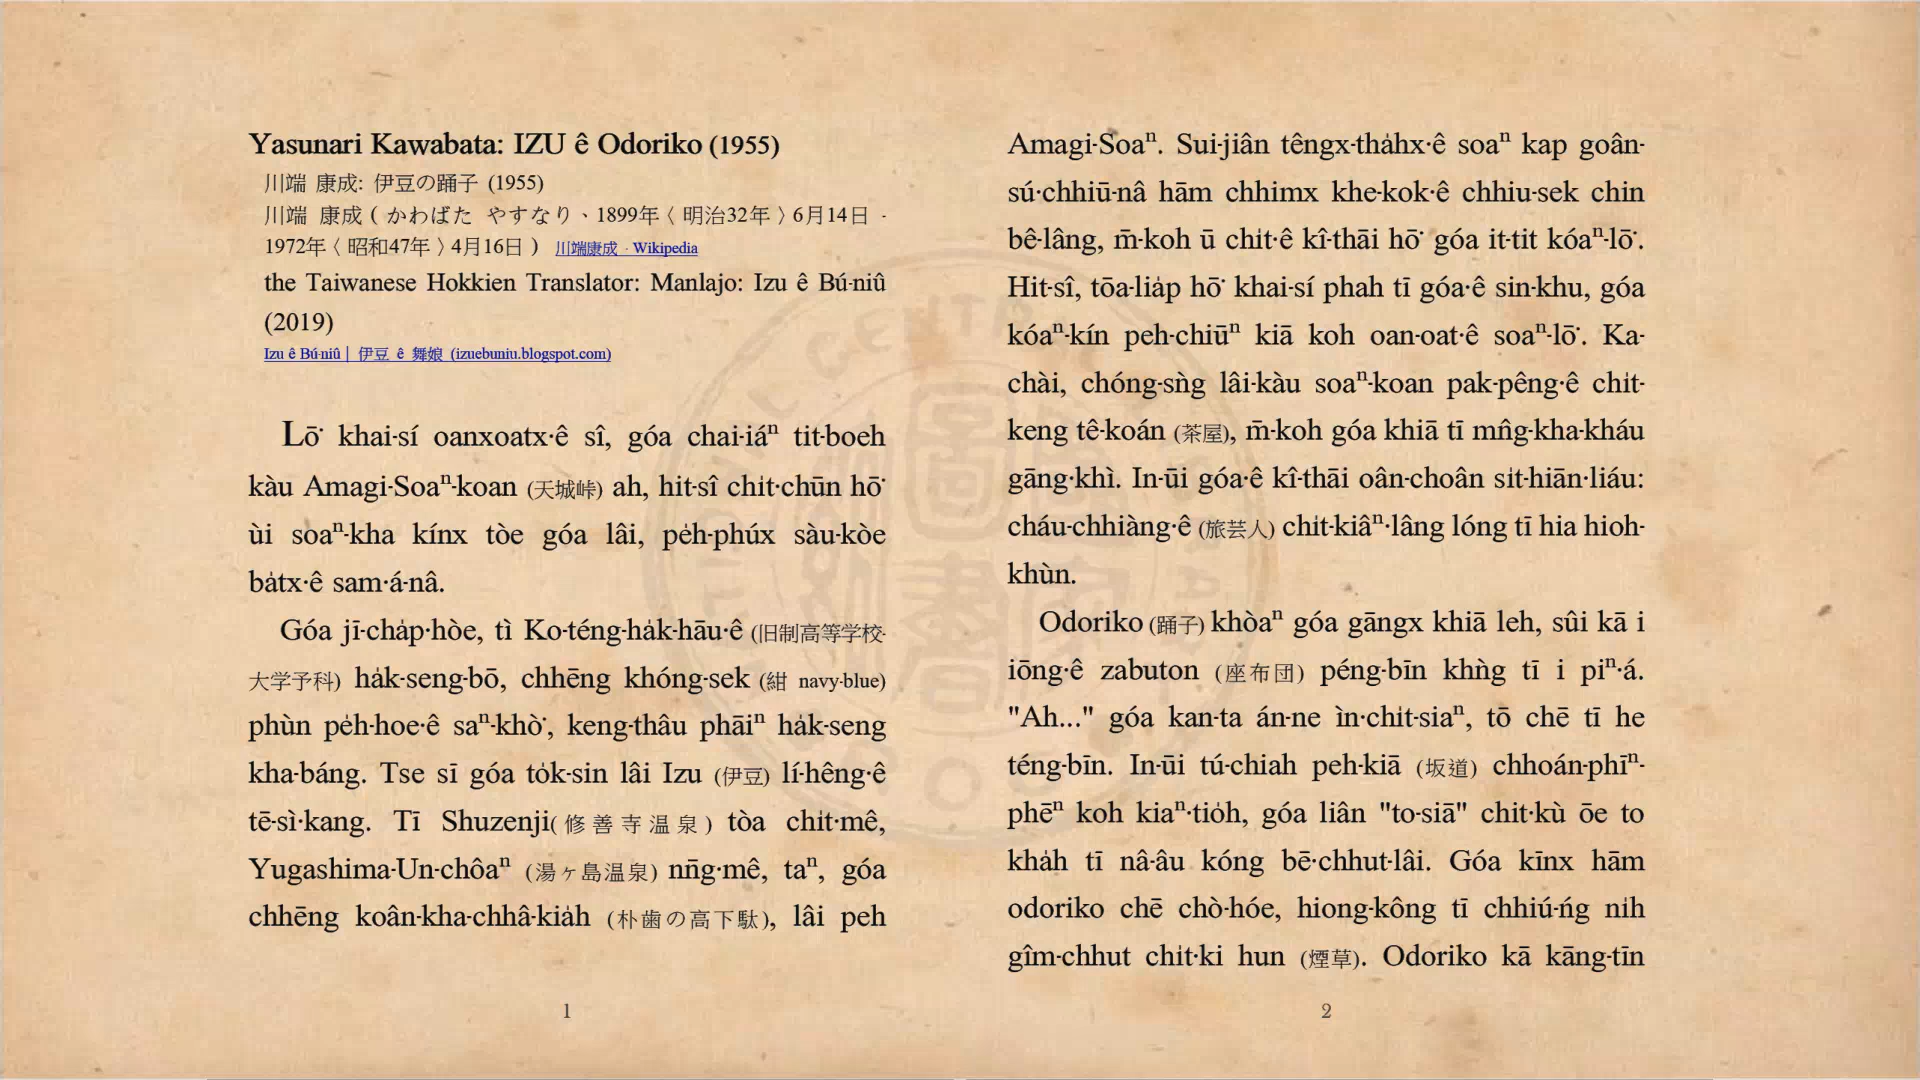 Yasunari Kawabata: IZU ê Odoriko (1955)
川端 康成: 伊豆の踊子 (1955)
川端 康成（かわばた やすなり、1899年〈明治32年〉6月14日 -
1972年〈昭和47年〉4月16日） 川端康成 - Wikipedia
the Taiwanese Hokkien Translator: Manlajo: Izu ê Bú-niû
(2019)
Izu ê Bú-niû | 伊豆 ê 舞娘 (izuebuniu.blogspot.com)
Lō͘ khai-sí oanxoatx·ê sî, góa chai-iáⁿ tit-boeh
kàu Amagi-Soaⁿ-koan (天城峠) ah, hit-sî chi̍t-chūn hō͘
ùi soaⁿ-kha kínx tòe góa lâi, pe̍h-phúx sàu-kòe
ba̍tx·ê sam-á-nâ.
Góa jī-cha̍p·hòe, tì Ko-téng-ha̍k-hāu·ê (旧制高等学校-
大学予科) ha̍k-seng-bō, chhēng khóng-sek (紺 navy-blue)
phùn pe̍h-hoe·ê saⁿ-khò͘, keng-thâu phāiⁿ ha̍k-seng
kha-báng. Tse sī góa to̍k-sin lâi Izu (伊豆) lí-hêng·ê
tē-sì·kang. Tī Shuzenji(修善寺温泉) tòa chi̍t-mê,
Yugashima-Un-chôaⁿ (湯ヶ島温泉) nn̄g·mê, taⁿ, góa
chhēng koân-kha-chhâ-kia̍h (朴歯の高下駄), lâi peh
1
Amagi-Soaⁿ. Sui-jiân têngx-tha̍hx·ê soaⁿ kap goân-
sú·chhiū-nâ hām chhimx khe-kok·ê chhiu-sek chin
bê-lâng, m̄-koh ū chi̍t·ê kî-thāi hō͘ góa it-tit kóaⁿ-lō͘.
Hit-sî, tōa-lia̍p hō͘ khai-sí phah tī góa·ê sin-khu, góa
kóaⁿ-kín peh-chiūⁿ kiā koh oan-oat·ê soaⁿ-lō͘. Ka-
chài, chóng-sǹg lâi-kàu soaⁿ-koan pak-pêng·ê chi̍t-
keng tê-koán (茶屋), m̄-koh góa khiā tī mn̂g-kha-kháu
gāng·khì. In-ūi góa·ê kî-thāi oân-choân si̍t-hiān-liáu:
cháu-chhiàng·ê (旅芸人) chi̍t-kiâⁿ·lâng lóng tī hia hioh-
khùn.
Odoriko (踊子) khòaⁿ góa gāngx khiā leh, sûi kā i
iōng·ê zabuton (座布団) péng-bīn khǹg tī i piⁿ·á.
"Ah..." góa kan-ta án-ne ìn·chi̍t-siaⁿ, tō chē tī he
téng-bīn. In-ūi tú-chiah peh-kiā (坂道) chhoán-phīⁿ-
phēⁿ koh kiaⁿ·tio̍h, góa liân "to-siā" chi̍t·kù ōe to
kha̍h tī nâ-âu kóng bē·chhut-lâi. Góa kīnx hām
odoriko chē chò-hóe, hiong-kông tī chhiú-ńg nih
gîm-chhut chi̍t·ki hun (煙草). Odoriko kā kāng-tīn
2